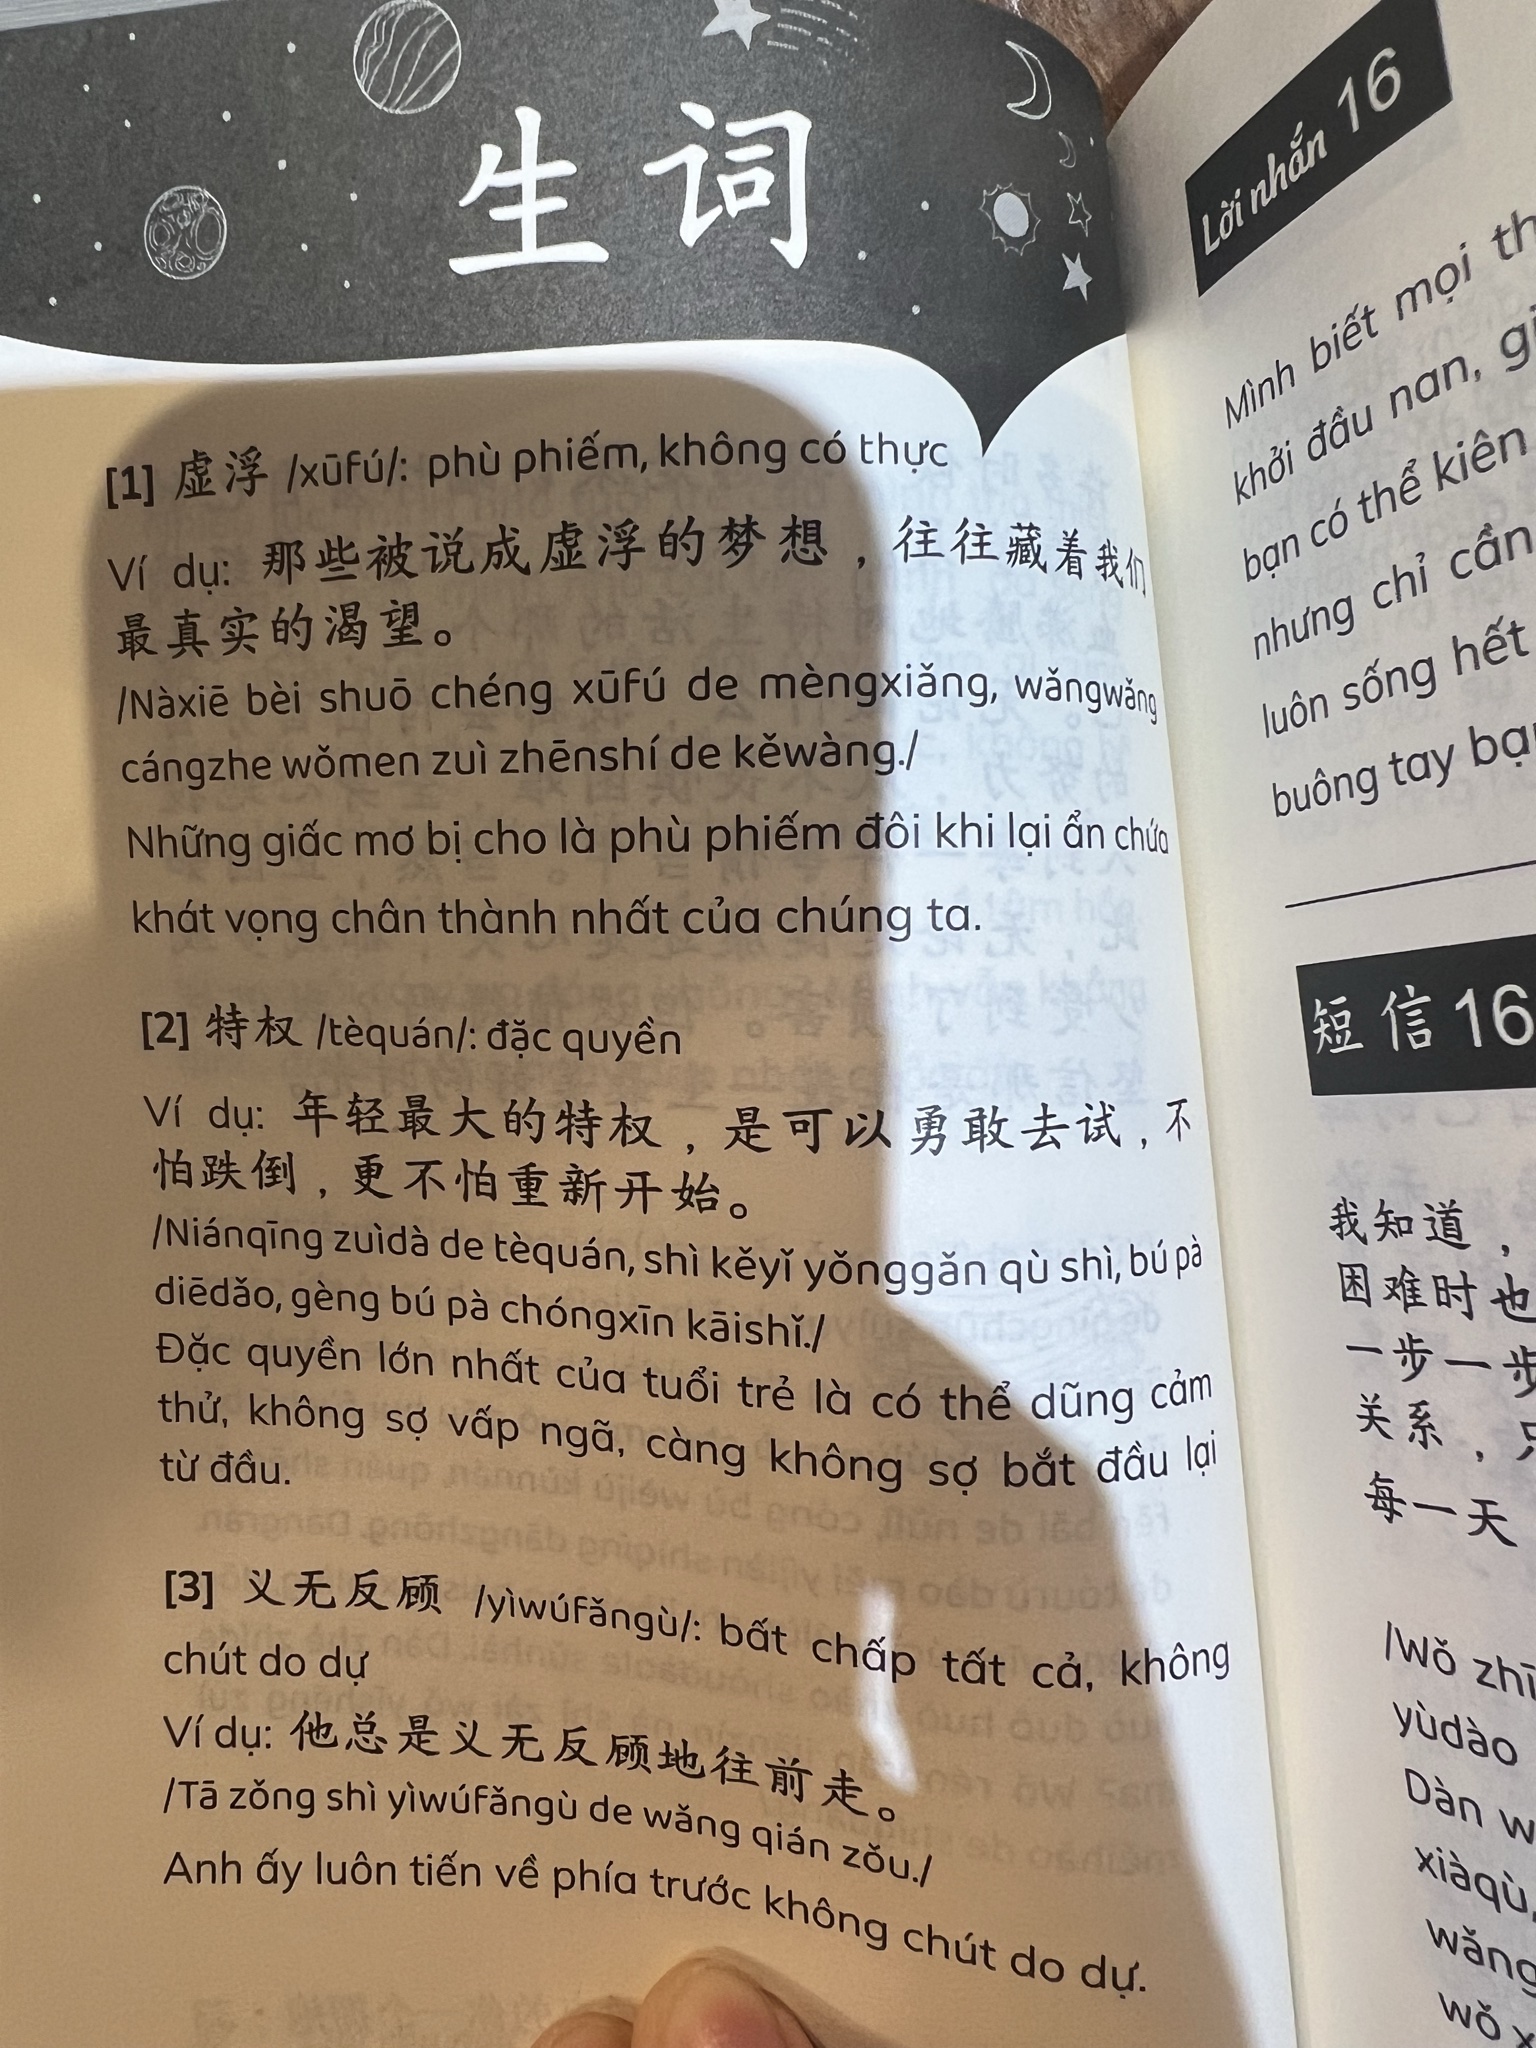 生词
[1] 虚浮 /xūfú/: phù phiếm, không có thực
Ví dụ: 那些被说成虚浮的梦想，往往藏着我们
最真实的渴望。
/Nàxiē bèi shuō chéng xūfú de mèngxiǎng, wǎngwǎng
cángzhe wǒmen zuì zhēnshí de kěwàng./
Những giấc mơ bị cho là phù phiếm đôi khi lại ẩn chứa
khát vọng chân thành nhất của chúng ta.
[2] 特权 /tèquán/: đặc quyền
Ví dụ: 年轻最大的特权，是可以勇敢去试，不
怕跌倒，更不怕重新开始。
/Niánqīng zuìdà de tèquán, shì kěyǐ yǒnggǎn qù shì, bú pà
diēdǎo, gèng bú pà chóngxīn kāishǐ./
Đặc quyền lớn nhất của tuổi trẻ là có thể dũng cảm
thử, không sợ vấp ngã, càng không sợ bắt đầu lại
từ đầu.
[3] 义无反顾 /yìwúfǎngù/: bất chấp tất cả, không
chút do dự
Ví dụ: 他总是义无反顾地往前走。
/Tā zǒng shì yìwúfǎngù de wǎng qián zǒu./
Anh ấy luôn tiến về phía trước không chút do dự.
Lời nhắn 16
Mình biết mọi
khởi đầu nan,
bạn có thể kiên
nhưng chỉ cần
luôn sống hết
buông tay
短信 16
我知道，
困难时也
一步一步
关系，
每一天
/Wǒ
yùdào
Dàn
xiàqù,
wǒ